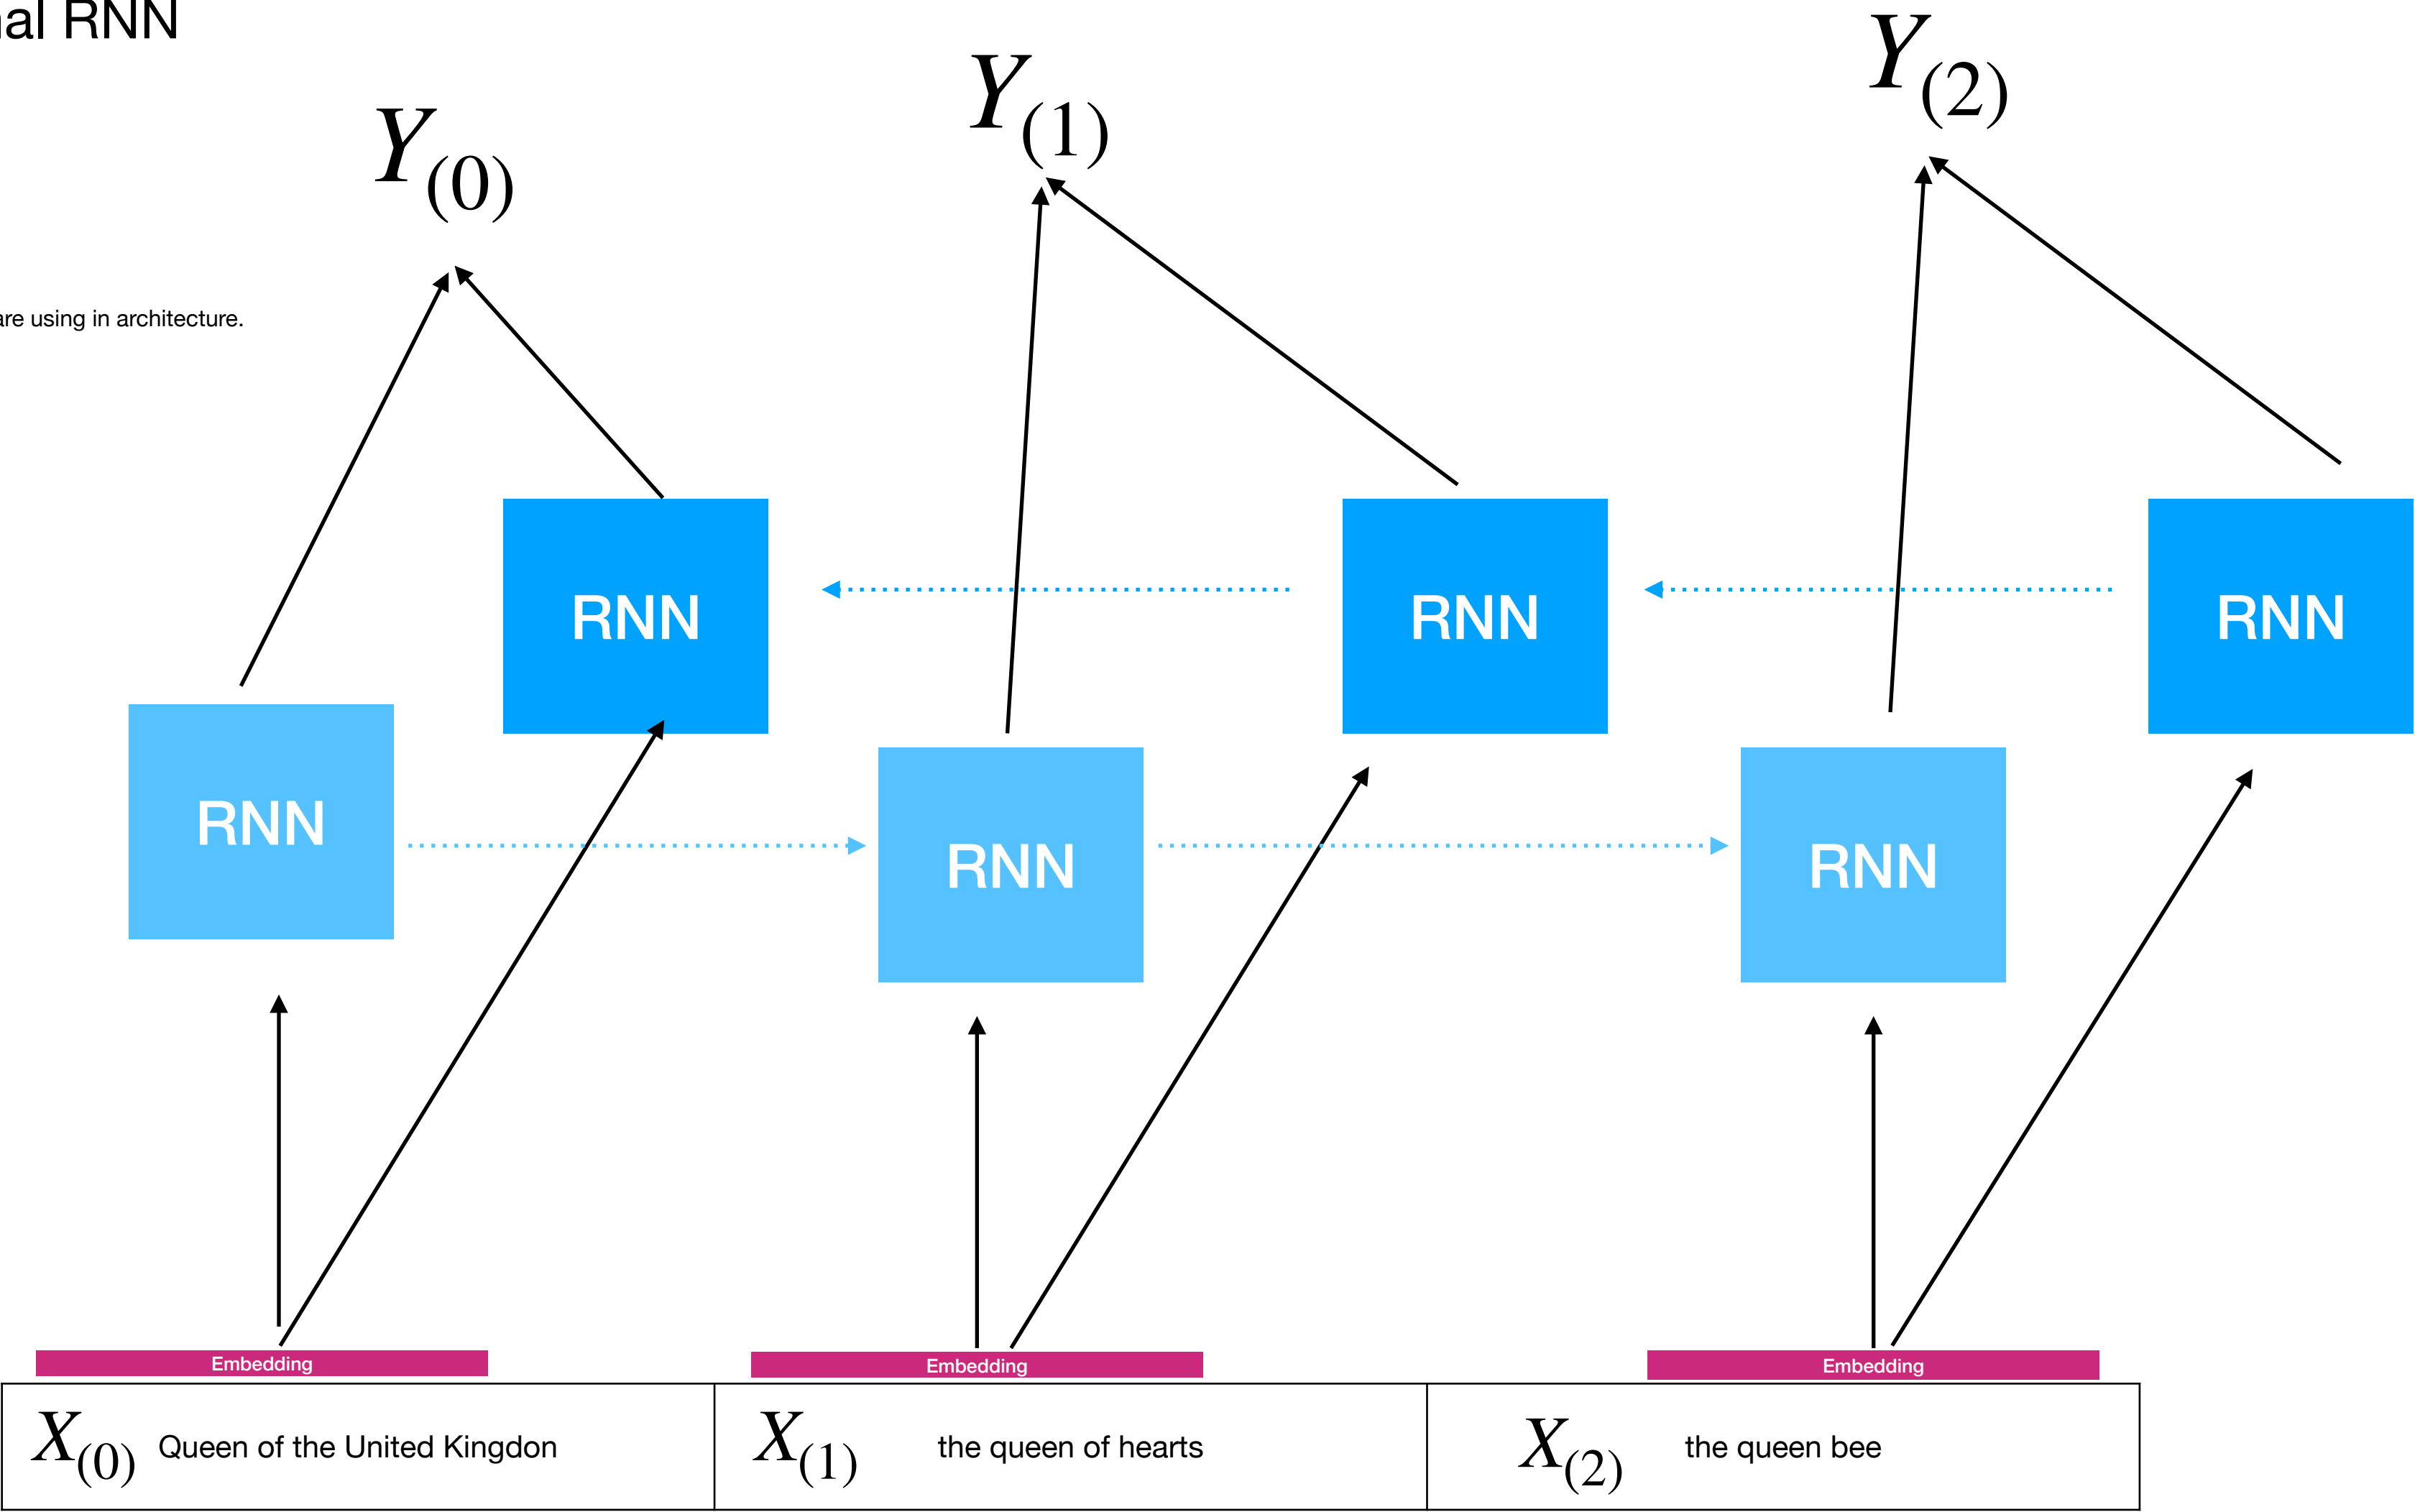 al RNN
Y(0)
Y(1)
Y(2)
are using in architecture.
RNN
RNN
RNN
RNN
RNN
RNN
Embedding
Embedding
Embedding
X(0) Queen of the United Kingdon
X(1) the queen of hearts
X(2) the queen bee